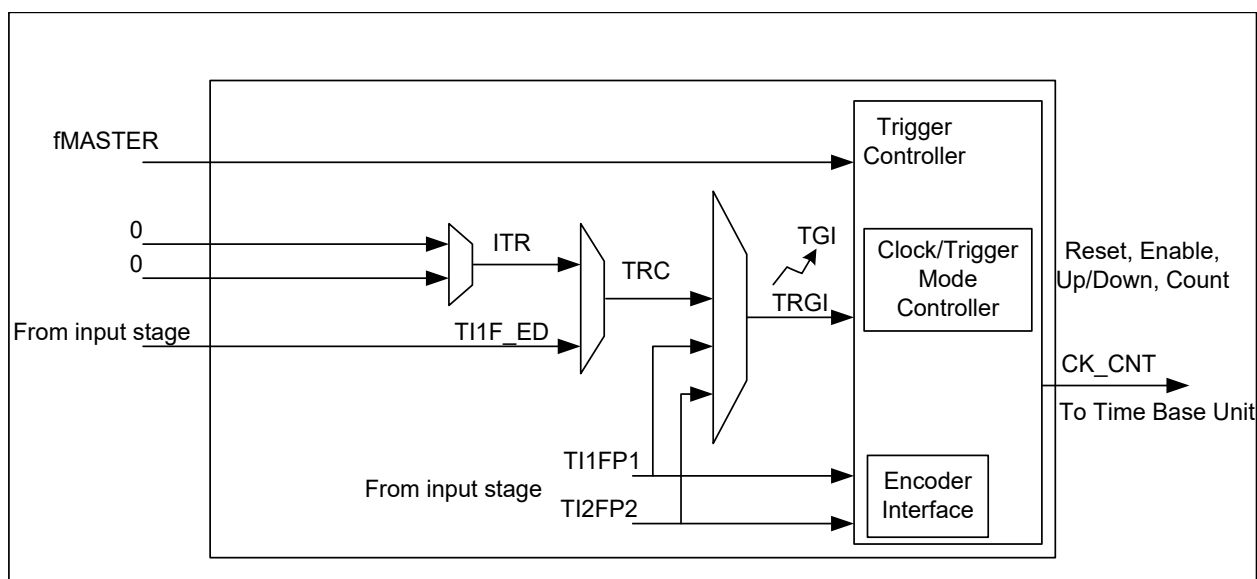 fMASTER
Trigger
Controller
0
ITR
0
TRC
TGI
TRGI
Clock/Trigger
Mode
Controller
Reset, Enable,
Up/Down, Count
From input stage
TI1F_ED
CK_CNT
To Time Base Unit
TI1FP1
From input stage
TI2FP2
Encoder
Interface